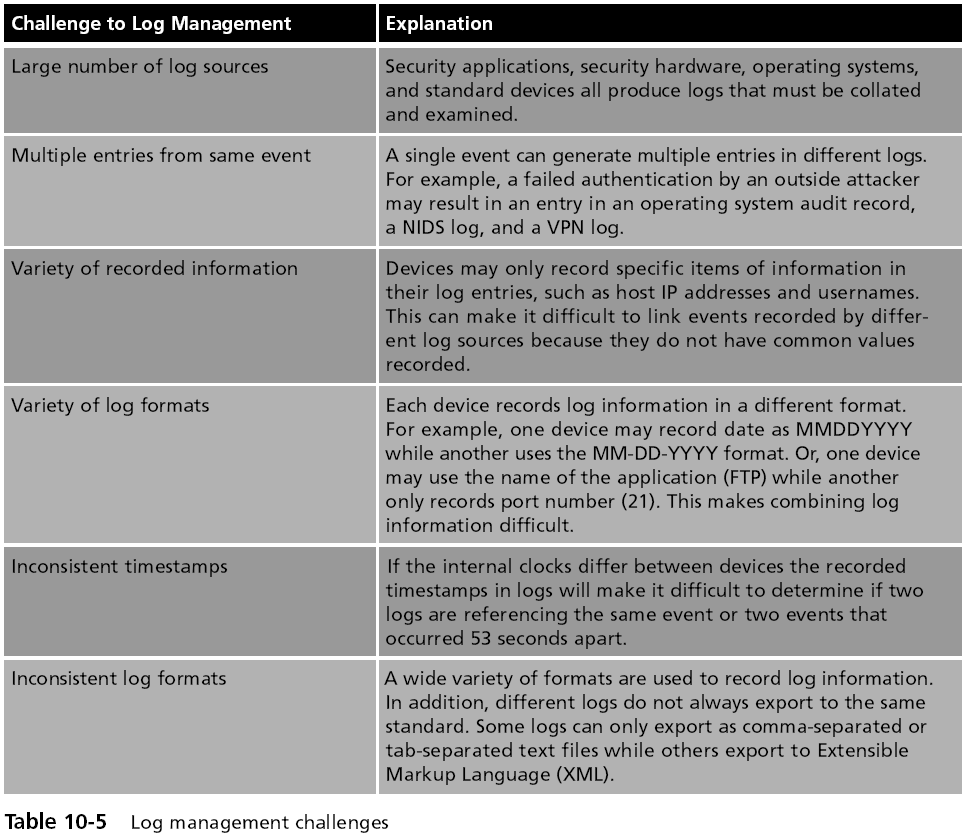 Challenge to Log Management
Explanation
Large number of log sources
Security applications, security hardware, operating systems,
and standard devices all produce logs that must be collated
and examined.
Multiple entries from same event
A single event can generate multiple entries in different logs.
For example, a failed authentication by an outside attacker
may result in an entry in an operating system audit record,
a NIDS log, and a VPN log.
Variety of recorded information
Devices may only record specific items of information in
their log entries, such as host IP addresses and usernames.
This can make it difficult to link events recorded by differ-
ent log sources because they do not have common values
recorded.
Variety of log formats
Each device records log information in a different format.
For example, one device may record date as MMDDYYYY
while another uses the MM-DD-YYYY format. Or, one device
may use the name of the application (FTP) while another
only records port number (21). This makes combining log
information difficult.
Inconsistent timestamps
If the internal clocks differ between devices the recorded
timestamps in logs will make it difficult to determine if two
logs are referencing the same event or two events that
occurred 53 seconds apart.
Inconsistent log formats
A wide variety of formats are used to record log information.
In addition, different logs do not always export to the same
standard. Some logs can only export as comma-separated or
tab-separated text files while others export to Extensible
Markup Language (XML).
Table 10-5 Log management challenges